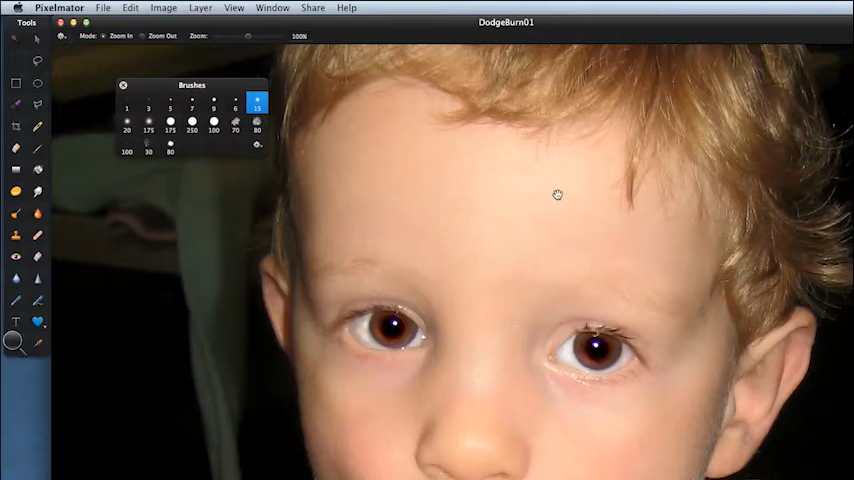 Pixelmator File Edit Image Layer View Window Share Help
Tools
DodgeBurn01
Mode: Zoom In Zoom Out Zoom: 100%
Brushes
1 3 5 7 9 6 15
20 175 175 250 100 70 80
100 30 80
T